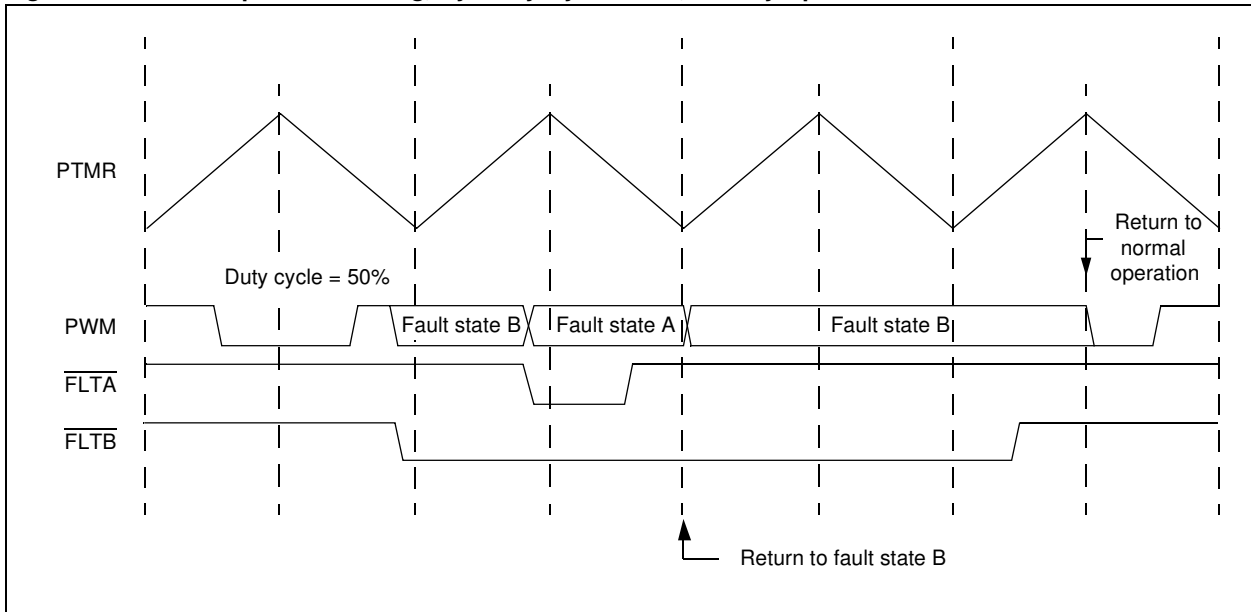 PTMR
Return to
normal
operation
Duty cycle = 50%
PWM
Fault state B
Fault state A
Fault state B
FLTA
FLTB
Return to fault state B